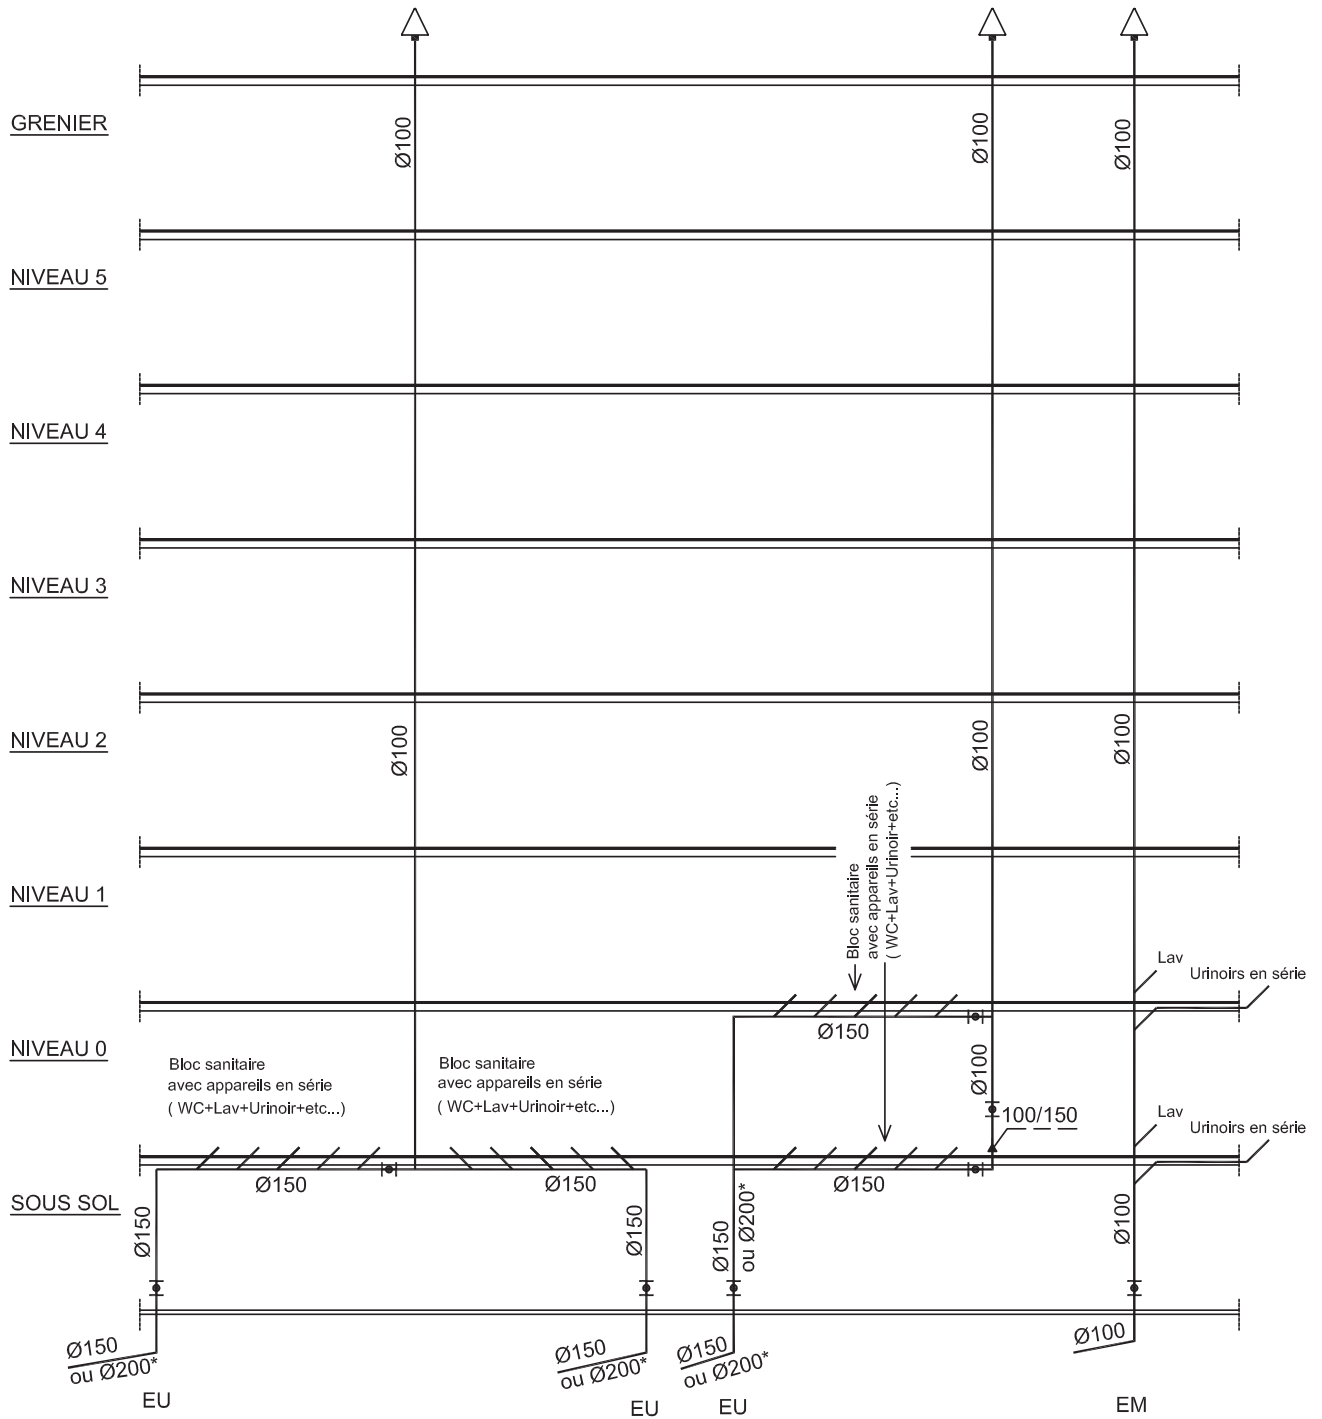 GRENIER
Ø100
Ø100
Ø100
NIVEAU 5
NIVEAU 4
NIVEAU 3
NIVEAU 2
Ø100
Ø100
Ø100
NIVEAU 1
Bloc sanitaire
avec appareils en série
( WC+Lav+Urinoir+etc...)
Lav
Urinoirs en série
NIVEAU 0
Ø150
Ø100
Bloc sanitaire
avec appareils en série
( WC+Lav+Urinoir+etc...)
Bloc sanitaire
avec appareils en série
( WC+Lav+Urinoir+etc...)
100/150
Lav
Urinoirs en série
SOUS SOL
Ø150
Ø150
Ø150
Ø150
Ø150
Ø150
ou Ø200*
Ø100
Ø150
ou Ø200*
EU
Ø150
ou Ø200*
EU
Ø150
ou Ø200*
EU
Ø100
EM